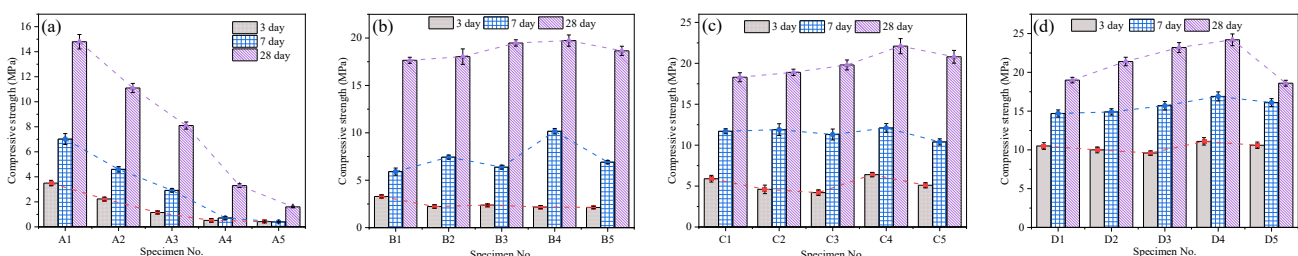 (a)
3 day
7 day
28 day
Compressive strength (MPa)
16
14
12
10
8
6
4
2
0
A1 A2 A3 A4 A5
Specimen No.
(b)
3 day 7 day 28 day
Compressive strength (MPa)
20
15
10
5
0
B1 B2 B3 B4 B5
Specimen No.
(c)
3 day 7 day 28 day
Compressive strength (MPa)
25
20
15
10
5
0
C1 C2 C3 C4 C5
Specimen No.
(d)
3 day 7 day 28 day
Compressive strength (MPa)
25
20
15
10
5
0
D1 D2 D3 D4 D5
Specimen No.